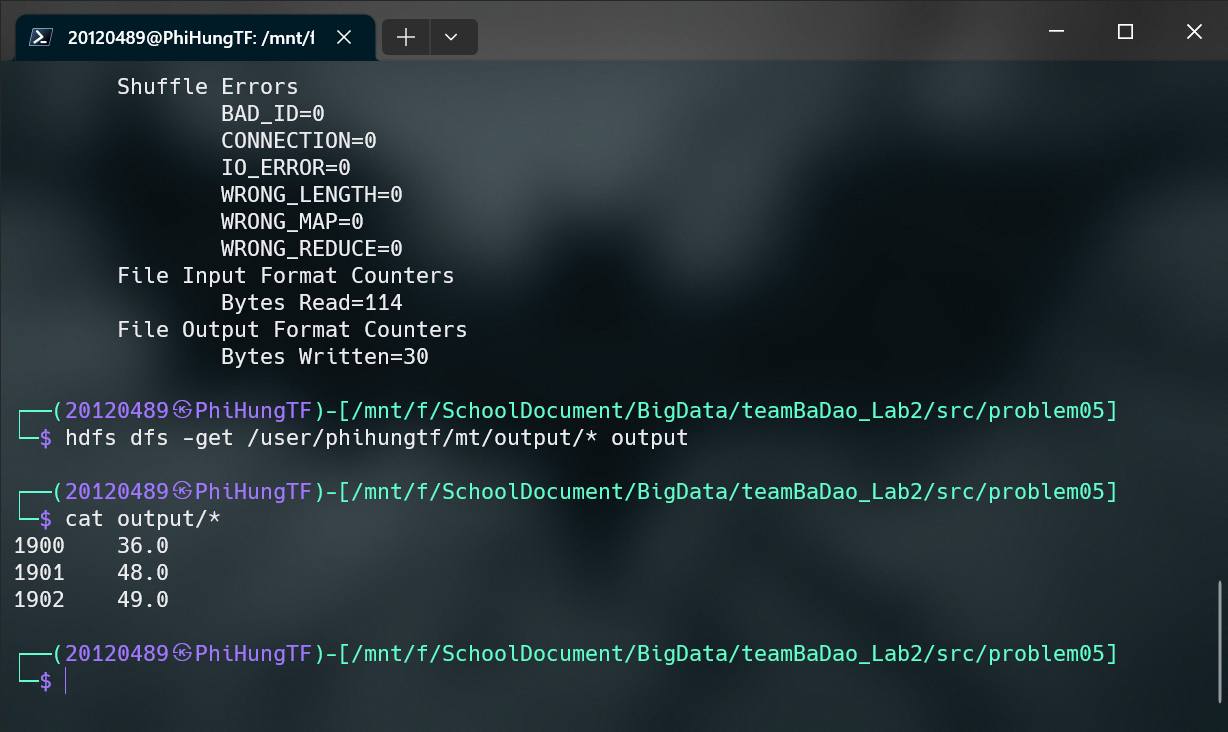 20120489@PhiHungTF: /mnt/f
Shuffle Errors
BAD_ID=0
CONNECTION=0
IO_ERROR=0
WRONG_LENGTH=0
WRONG_MAP=0
WRONG_REDUCE=0
File Input Format Counters
Bytes Read=114
File Output Format Counters
Bytes Written=30
┌──(20120489㉿PhiHungTF)-[/mnt/f/SchoolDocument/BigData/teamBaDao_Lab2/src/problem05]
└─$ hdfs dfs -get /user/phihungtf/mt/output/* output
┌──(20120489㉿PhiHungTF)-[/mnt/f/SchoolDocument/BigData/teamBaDao_Lab2/src/problem05]
└─$ cat output/*
1900    36.0
1901    48.0
1902    49.0
┌──(20120489㉿PhiHungTF)-[/mnt/f/SchoolDocument/BigData/teamBaDao_Lab2/src/problem05]
└─$